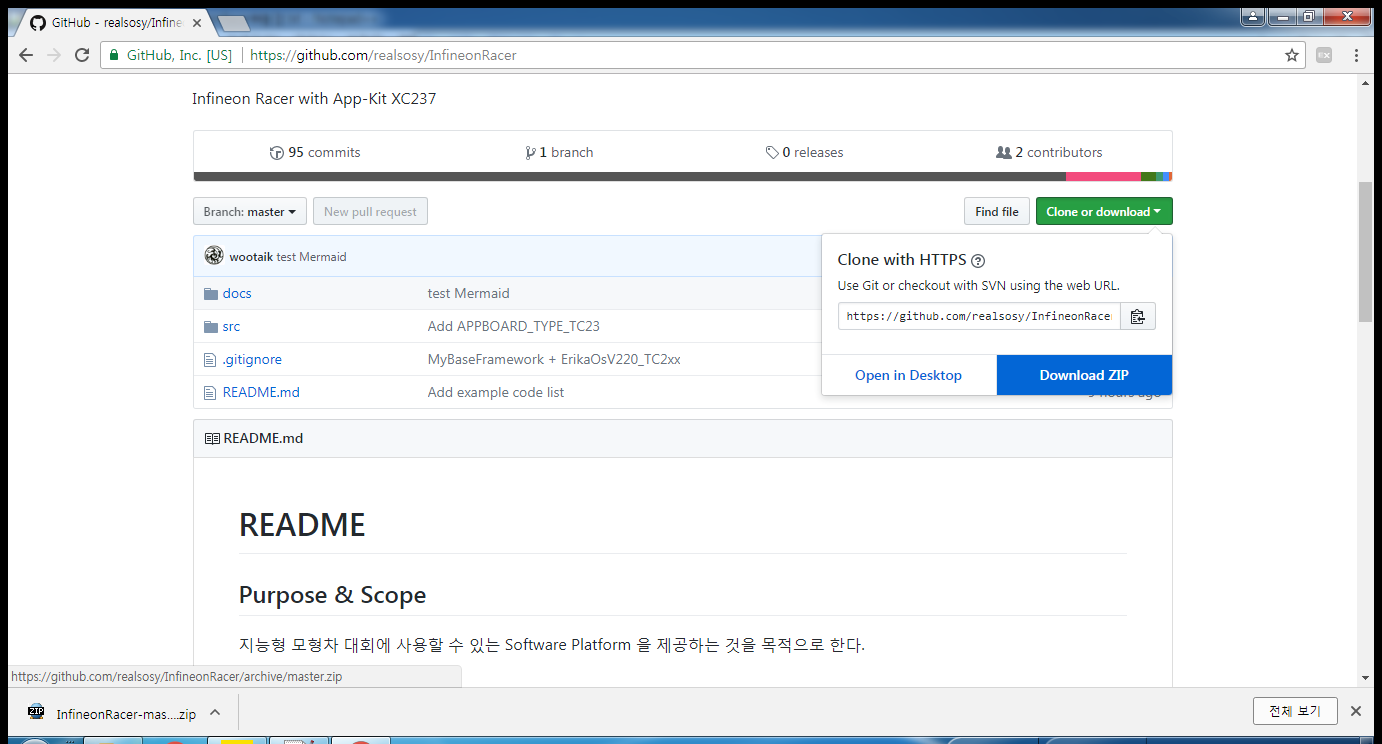 GitHub - realsosy/Infine
GitHub, Inc. [US] https://github.com/realsosy/InfineonRacer
Infineon Racer with App-Kit XC237
95 commits 1 branch 0 releases 2 contributors
Branch: master New pull request Find file Clone or download
wootaik test Mermaid
docs test Mermaid
src Add APPBOARD_TYPE_TC23
.gitignore MyBaseFramework + ErikaOsV220_TC2xx
README.md Add example code list
Clone with HTTPS
Use Git or checkout with SVN using the web URL.
https://github.com/realsosy/InfineonRacer
Open in Desktop Download ZIP
README.md
README
Purpose & Scope
지능형 모형차 대회에 사용할 수 있는 Software Platform 을 제공하는 것을 목적으로 한다.
https://github.com/realsosy/InfineonRacer/archive/master.zip
ZIP InfineonRacer-mas....zip 전체 보기